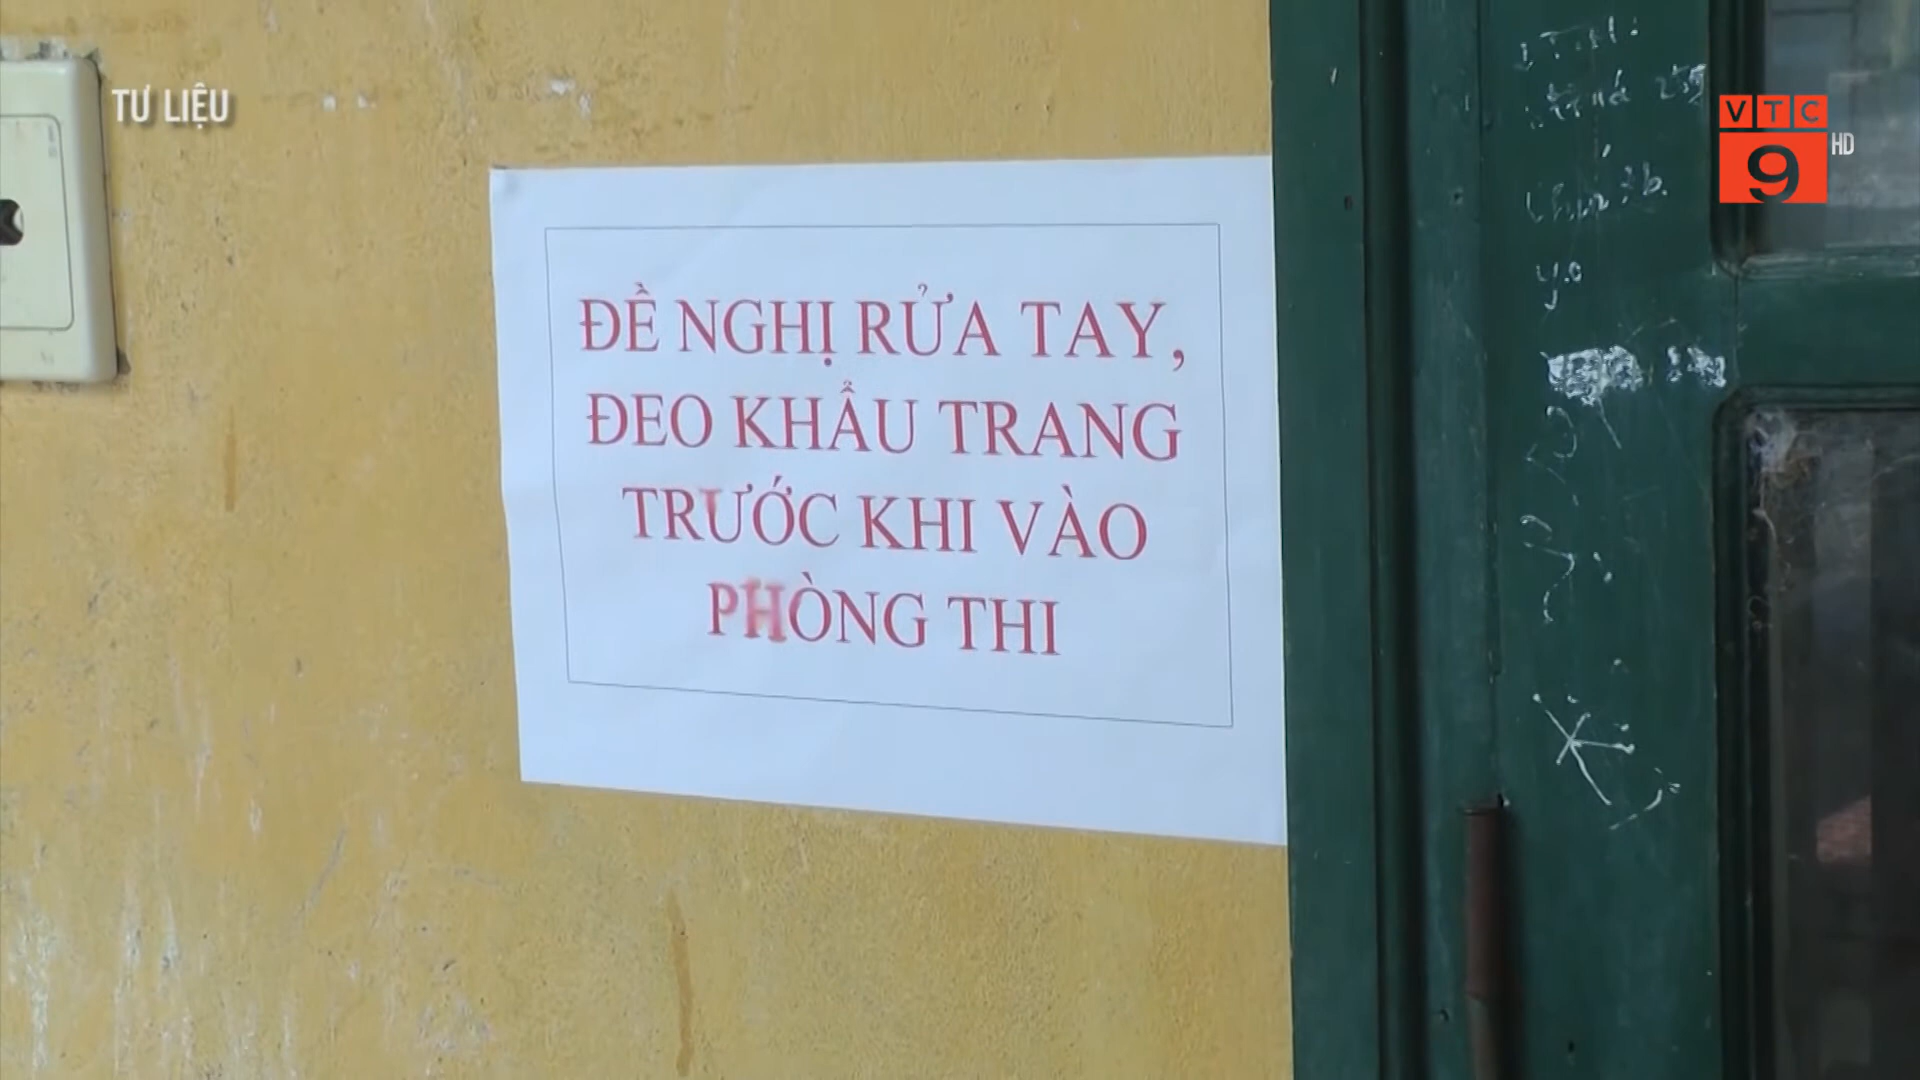 TƯ LIỆU
VTC
9
HD
ĐỀ NGHỊ RỬA TAY,
ĐEO KHẨU TRANG
TRƯỚC KHI VÀO
PHÒNG THI